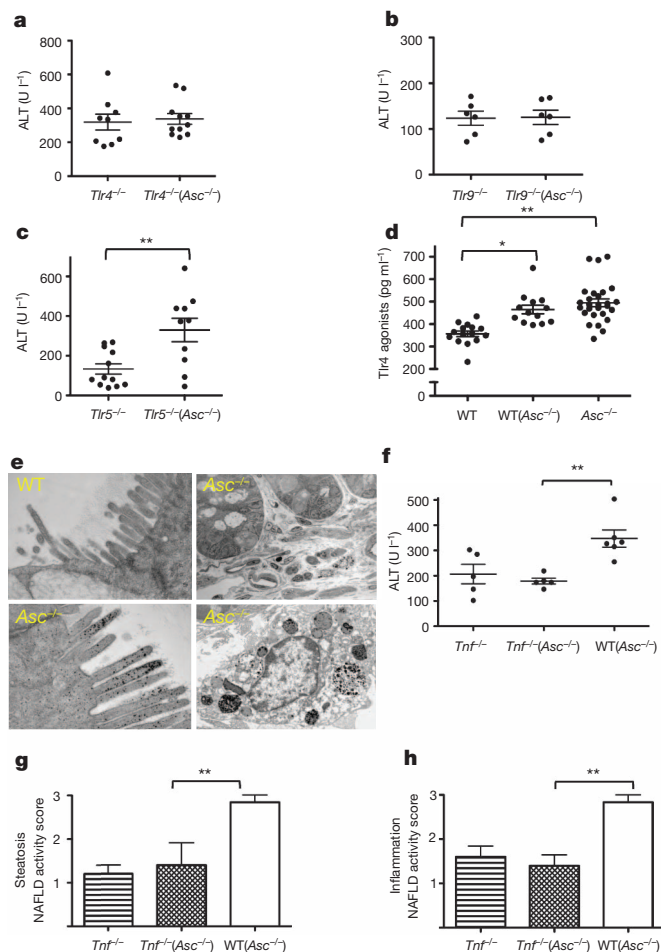 a
ALT (U l⁻¹)
800
600
400
200
0
Tlr4⁻/⁻
Tlr4⁻/⁻(Asc⁻/⁻)
b
ALT (U l⁻¹)
300
200
100
0
Tlr9⁻/⁻
Tlr9⁻/⁻(Asc⁻/⁻)
c
ALT (U l⁻¹)
**
600
400
200
0
Tlr5⁻/⁻
Tlr5⁻/⁻(Asc⁻/⁻)
d
Tlr4 agonists (pg ml⁻¹)
**
*
700
600
500
400
300
200
0
WT
WT(Asc⁻/⁻)
Asc⁻/⁻
e
WT
Asc⁻/⁻
Asc⁻/⁻
Asc⁻/⁻
f
ALT (U l⁻¹)
**
500
400
300
200
100
0
Tnf⁻/⁻
Tnf⁻/⁻(Asc⁻/⁻)
WT(Asc⁻/⁻)
g
Steatosis
NAFLD activity score
**
3
2
1
Tnf⁻/⁻
Tnf⁻/⁻(Asc⁻/⁻)
WT(Asc⁻/⁻)
h
Inflammation
NAFLD activity score
**
3
2
1
Tnf⁻/⁻
Tnf⁻/⁻(Asc⁻/⁻)
WT(Asc⁻/⁻)